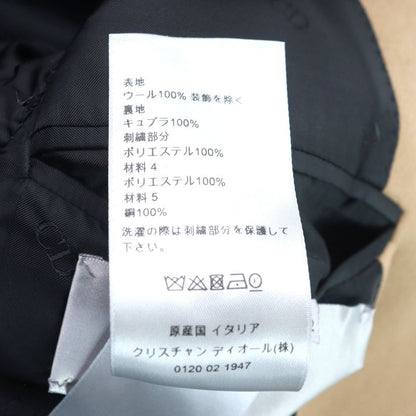 表地
ウール100% 装飾を除く
裏地
キュプラ100%
刺繍部分
ポリエステル100%
材料 4
ポリエステル100%
材料 5
銅100%
洗濯の際は刺繍部分を保護して
下さい。
原産国 イタリア
クリスチャン ディオール(株)
0120 02 1947
CD